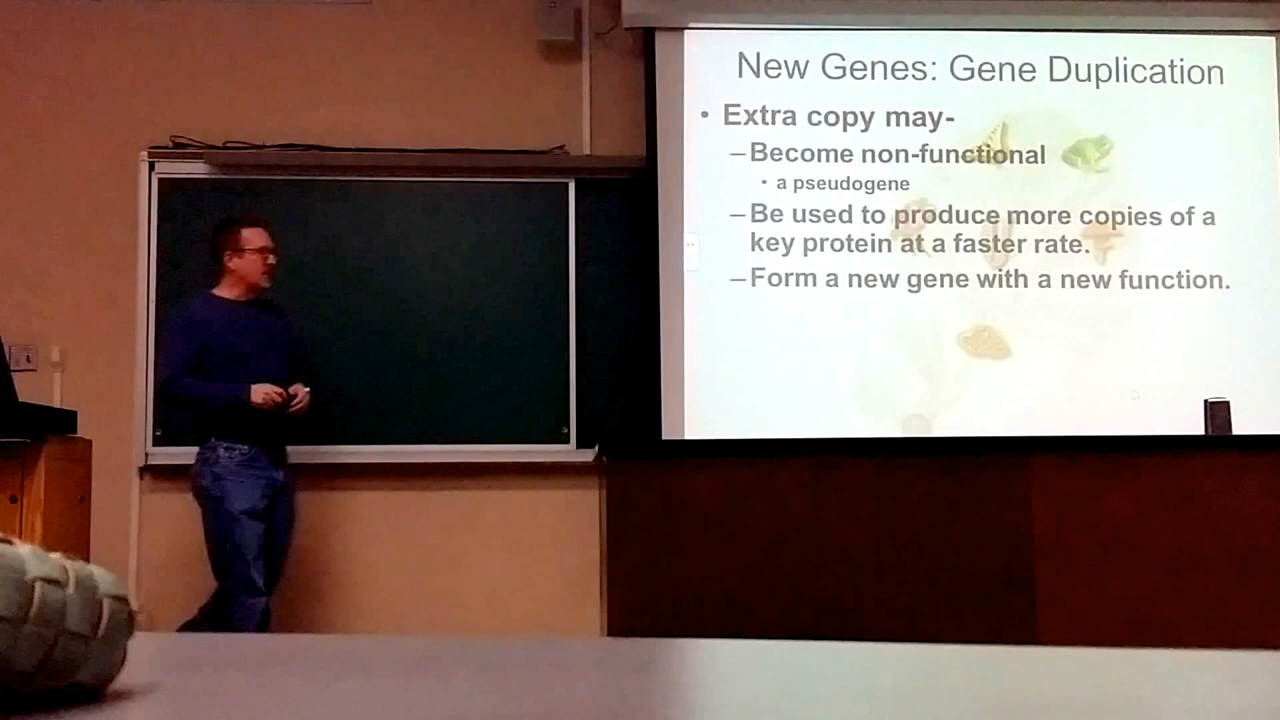 New Genes: Gene Duplication
• Extra copy may-
–Become non-functional
• a pseudogene
–Be used to produce more copies of a
key protein at a faster rate.
–Form a new gene with a new function.